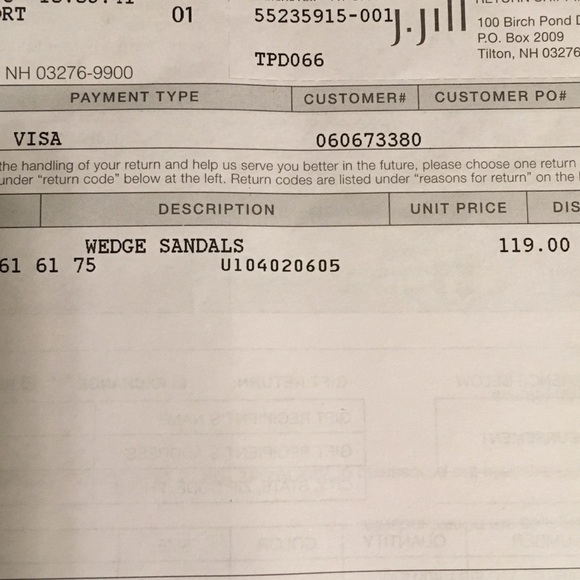 ORT 01 55235915-001 J.Jill
100 Birch Pond D
P.O. Box 2009
Tilton, NH 03276
TPD066
NH 03276-9900
PAYMENT TYPE CUSTOMER# CUSTOMER PO#
VISA 060673380
the handling of your return and help us serve you better in the future, please choose one return
under "return code" below at the left. Return codes are listed under "reasons for return" on the
DESCRIPTION UNIT PRICE DIS
WEDGE SANDALS 119.00
61 61 75 U104020605